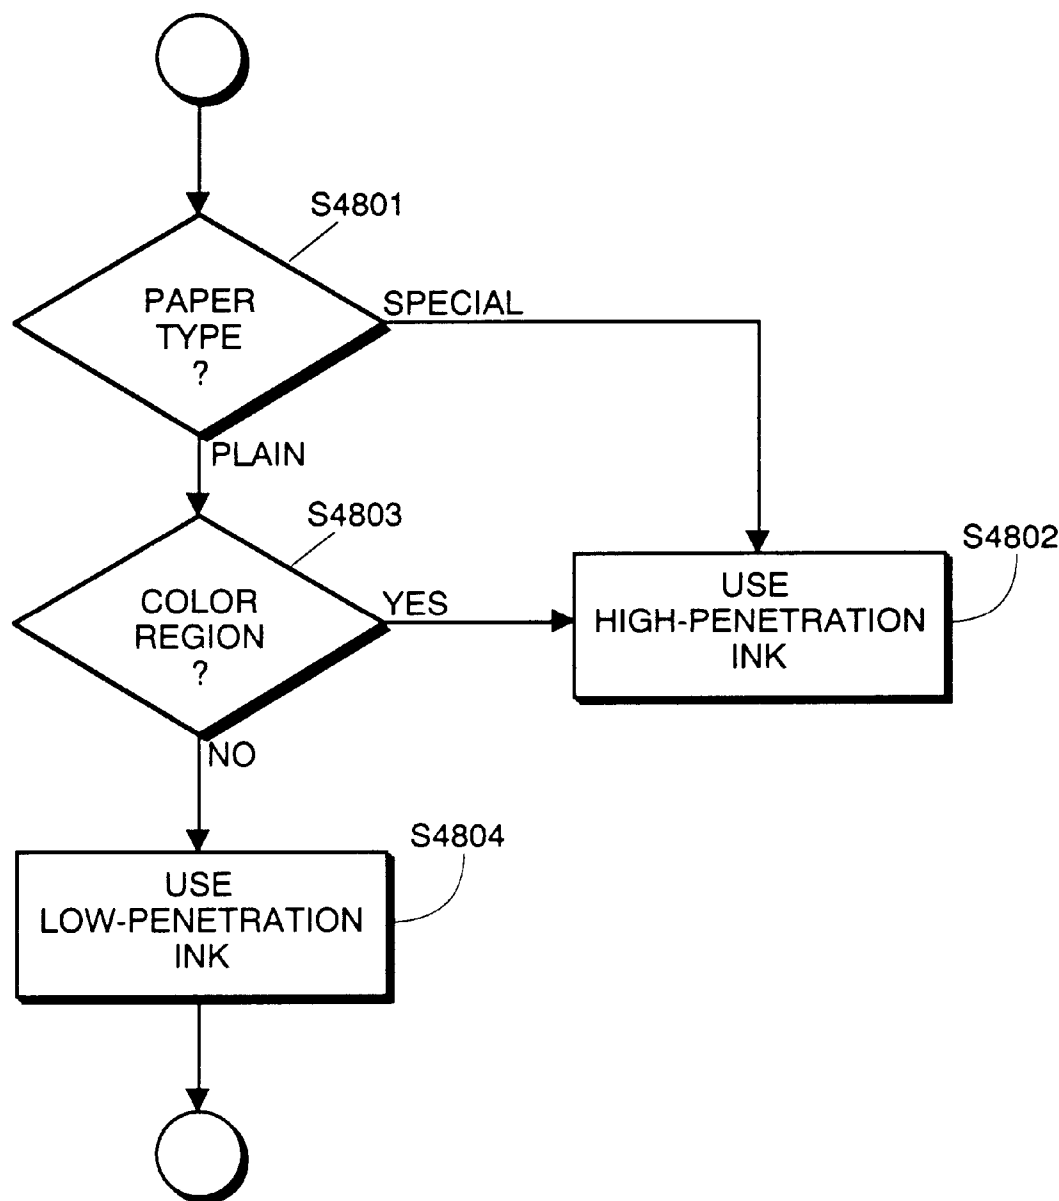 S4801
PAPER
TYPE
?
SPECIAL
PLAIN
S4803
COLOR
REGION
?
YES
S4802
USE
HIGH-PENETRATION
INK
NO
S4804
USE
LOW-PENETRATION
INK